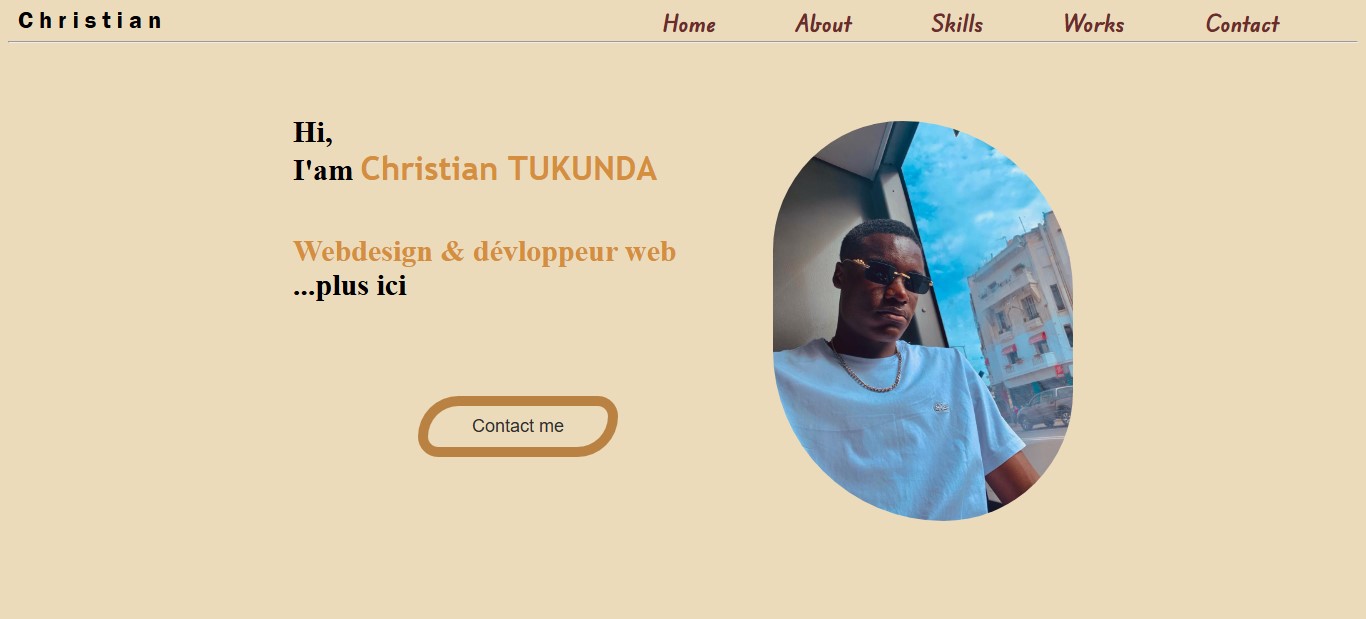 Christian
Home About Skills Works Contact
Hi,
I'am Christian TUKUNDA
Webdesign & dévloppeur web
...plus ici
Contact me